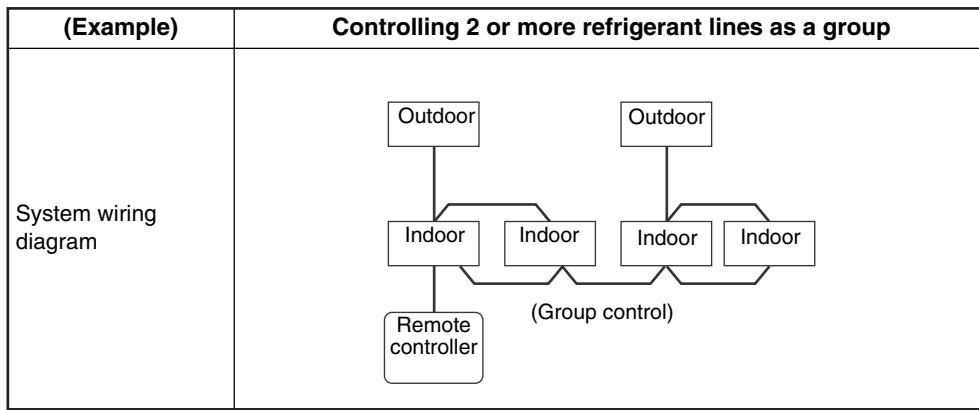 (Example)
Controlling 2 or more refrigerant lines as a group
System wiring
diagram
Outdoor
Outdoor
Indoor
Indoor
Indoor
Indoor
(Group control)
Remote
controller